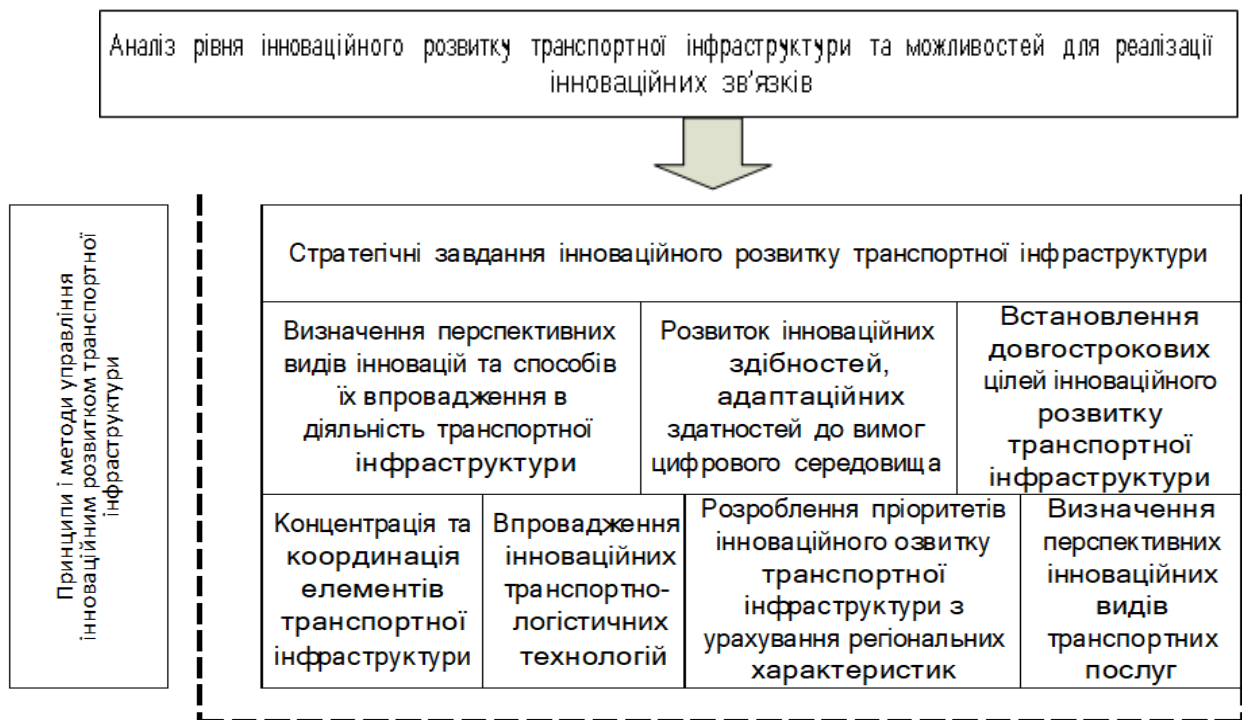 Аналіз рівня інноваційного розвитку транспортної інфраструктури та можливостей для реалізації
інноваційних зв'язків
Принципи і методи управління
інноваційним розвитком транспортної
інфраструктури
Стратегічні завдання інноваційного розвитку транспортної інфраструктури
Визначення перспективних
видів інновацій та способів
їх впровадження в
діяльність транспортної
інфраструктури
Розвиток інноваційних
здібностей,
адаптаційних
здатностей до вимог
цифрового середовища
Встановлення
довгострокових
цілей інноваційного
розвитку
транспортної
інфраструктури
Концентрація та
координація
елементів
транспортної
інфраструктури
Впровадження
інноваційних
транспортно-
логістичних
технологій
Розроблення пріоритетів
інноваційного озвитку
транспортної
інфраструктури з
урахування регіональних
характеристик
Визначення
перспективних
інноваційних
видів
транспортних
послуг